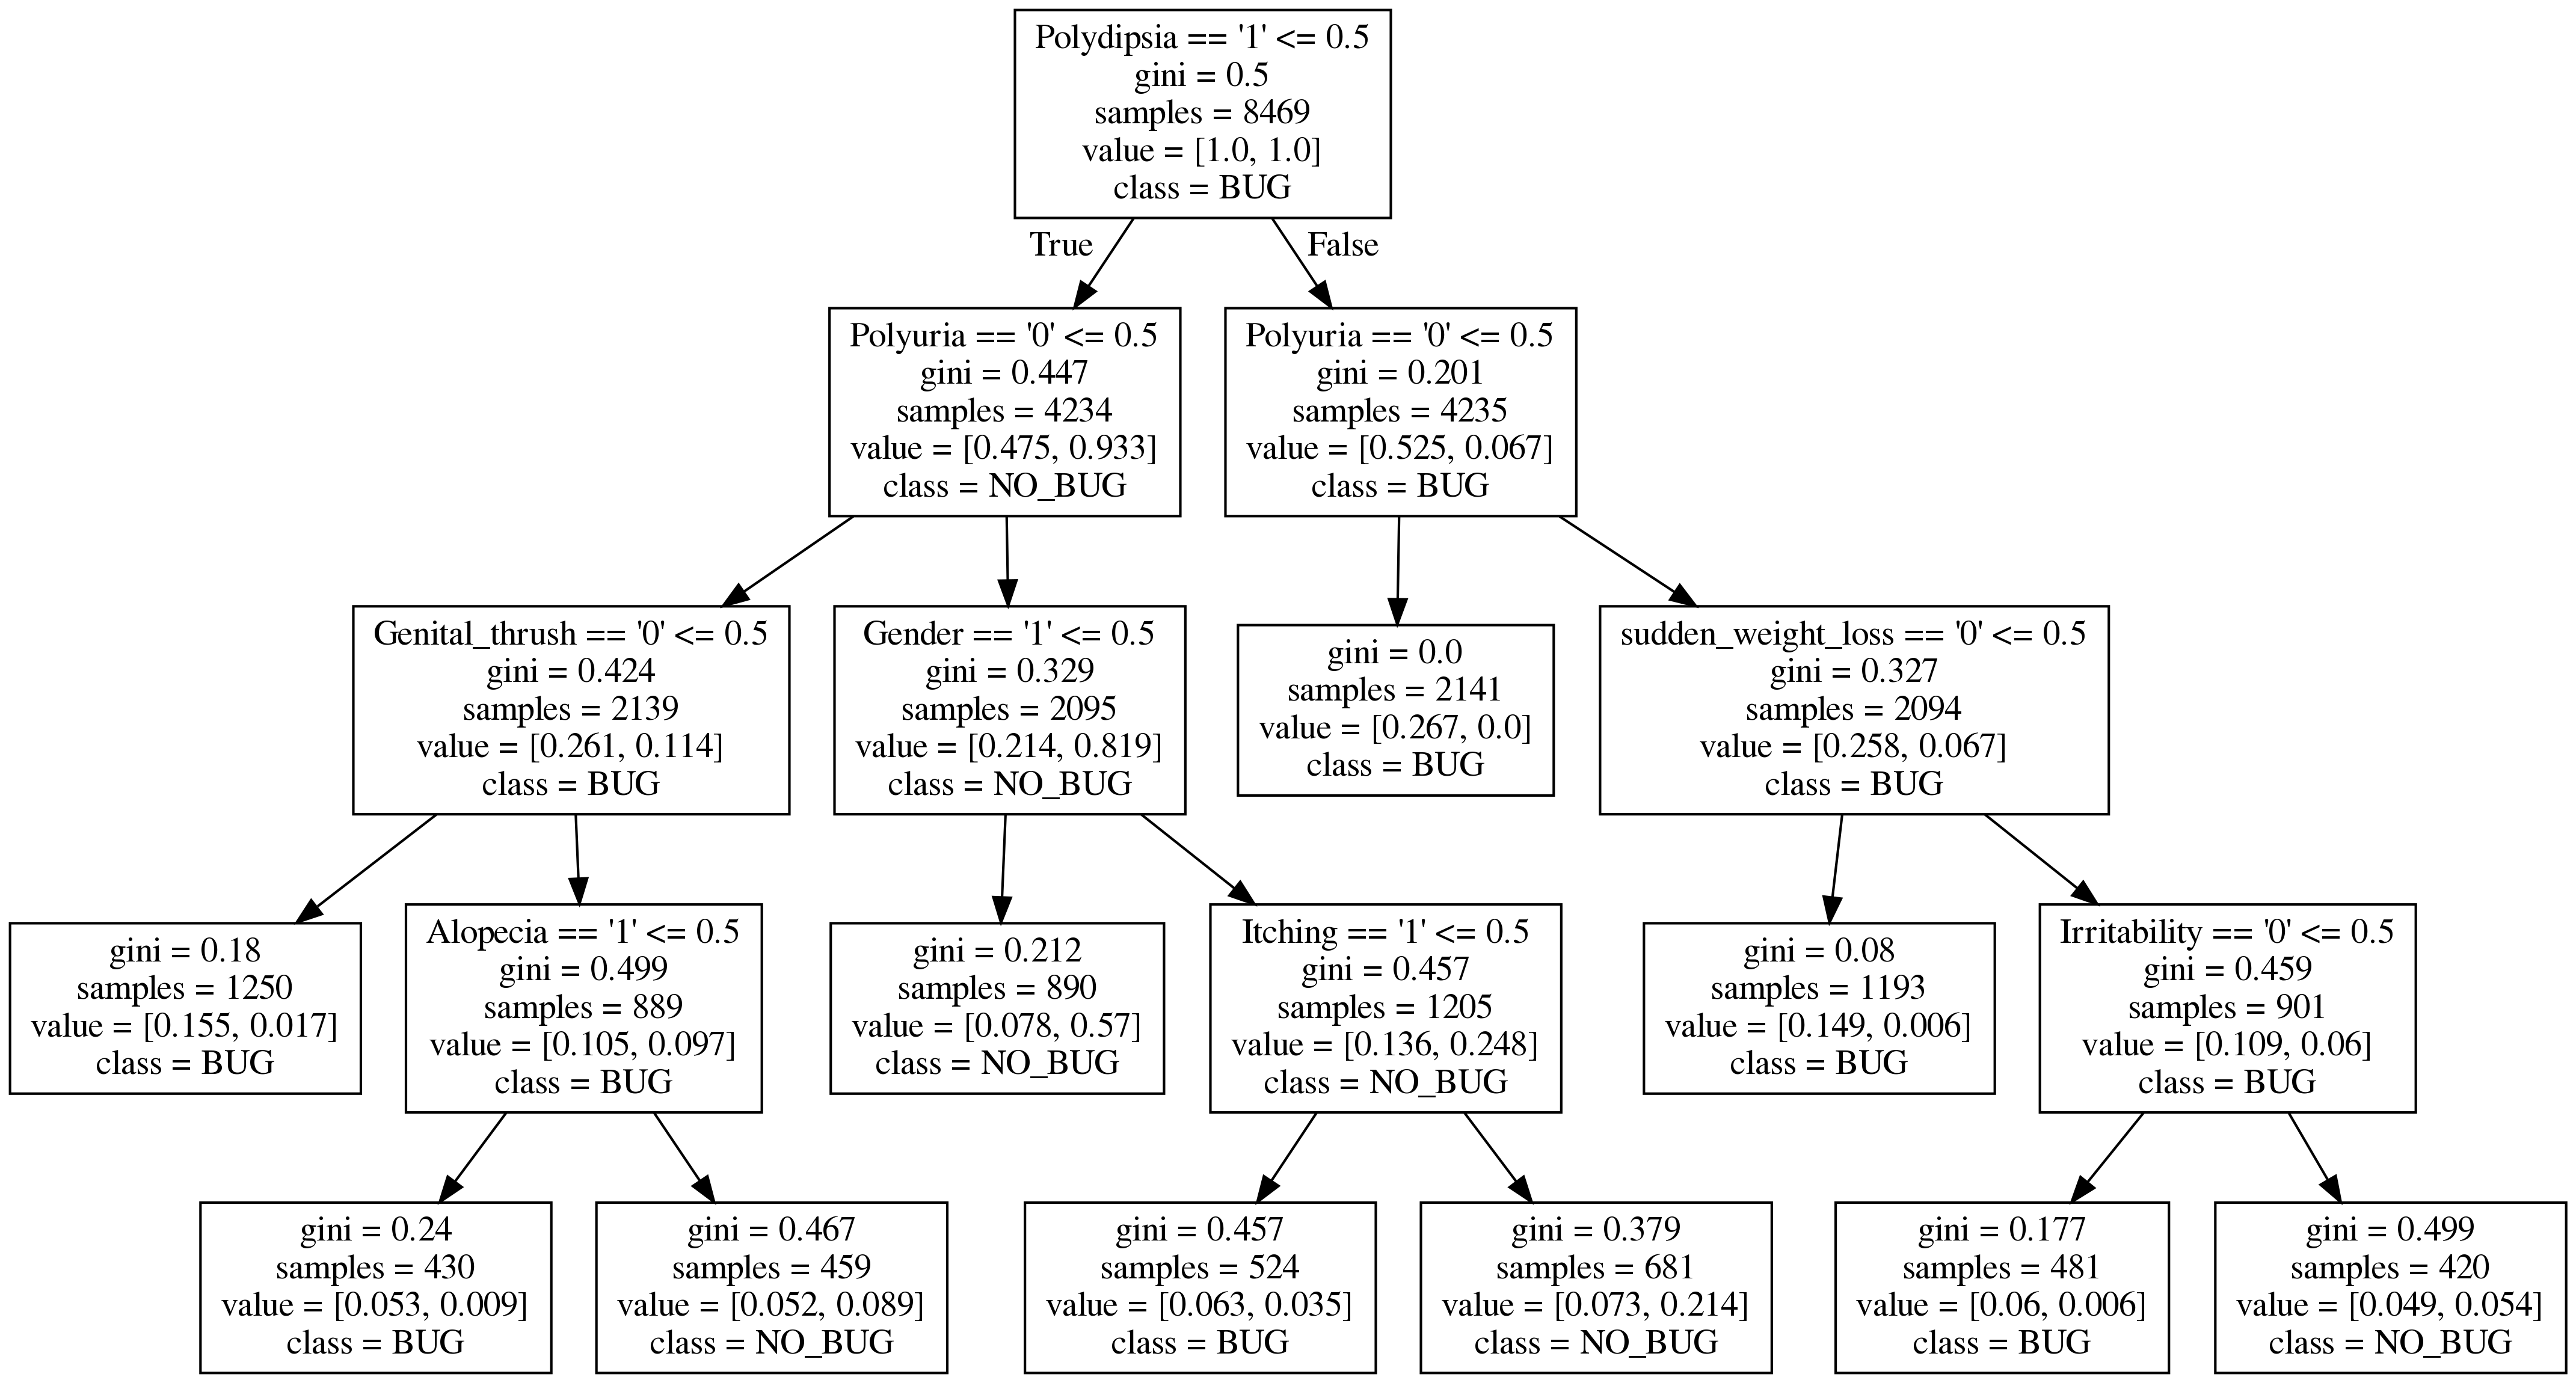 Polydipsia == '1' <= 0.5
gini = 0.5
samples = 8469
value = [1.0, 1.0]
class = BUG
True
False
Polyuria == '0' <= 0.5
gini = 0.447
samples = 4234
value = [0.475, 0.933]
class = NO_BUG
Polyuria == '0' <= 0.5
gini = 0.201
samples = 4235
value = [0.525, 0.067]
class = BUG
Genital_thrush == '0' <= 0.5
gini = 0.424
samples = 2139
value = [0.261, 0.114]
class = BUG
Gender == '1' <= 0.5
gini = 0.329
samples = 2095
value = [0.214, 0.819]
class = NO_BUG
gini = 0.0
samples = 2141
value = [0.267, 0.0]
class = BUG
sudden_weight_loss == '0' <= 0.5
gini = 0.327
samples = 2094
value = [0.258, 0.067]
class = BUG
gini = 0.18
samples = 1250
value = [0.155, 0.017]
class = BUG
Alopecia == '1' <= 0.5
gini = 0.499
samples = 889
value = [0.105, 0.097]
class = BUG
gini = 0.212
samples = 890
value = [0.078, 0.57]
class = NO_BUG
Itching == '1' <= 0.5
gini = 0.457
samples = 1205
value = [0.136, 0.248]
class = NO_BUG
gini = 0.08
samples = 1193
value = [0.149, 0.006]
class = BUG
Irritability == '0' <= 0.5
gini = 0.459
samples = 901
value = [0.109, 0.06]
class = BUG
gini = 0.24
samples = 430
value = [0.053, 0.009]
class = BUG
gini = 0.467
samples = 459
value = [0.052, 0.089]
class = NO_BUG
gini = 0.457
samples = 524
value = [0.063, 0.035]
class = BUG
gini = 0.379
samples = 681
value = [0.073, 0.214]
class = NO_BUG
gini = 0.177
samples = 481
value = [0.06, 0.006]
class = BUG
gini = 0.499
samples = 420
value = [0.049, 0.054]
class = NO_BUG